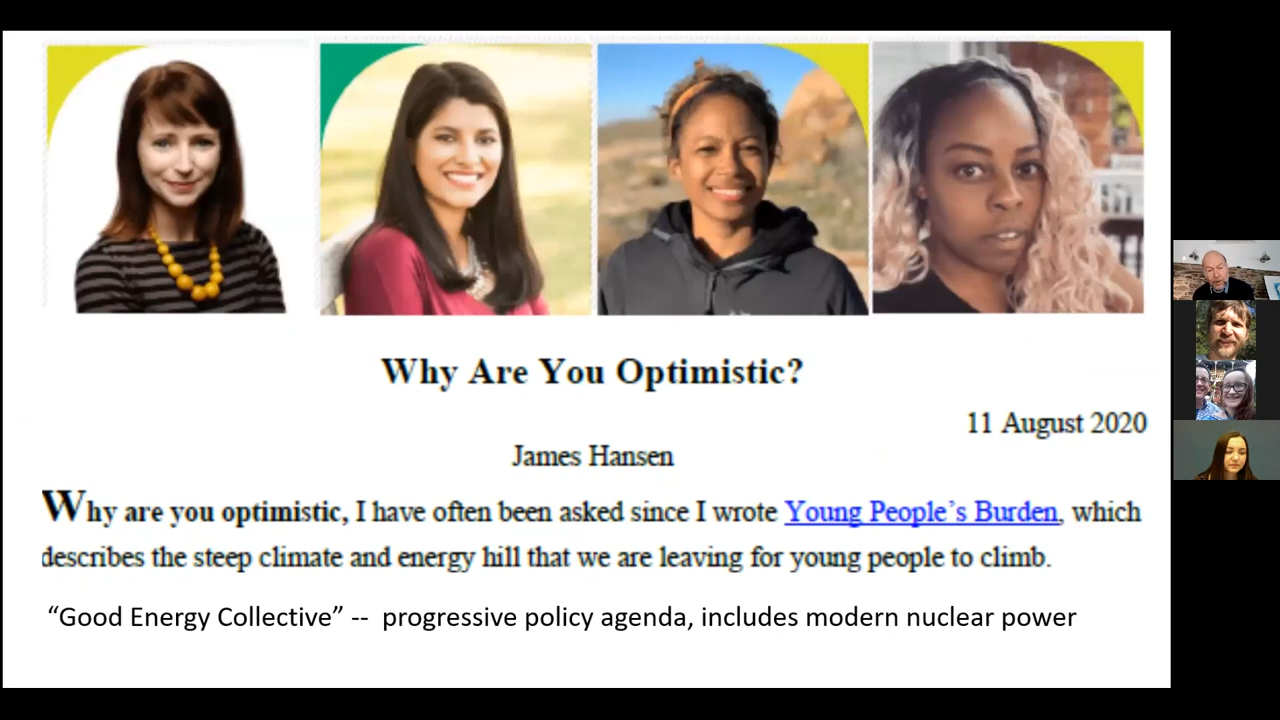 Why Are You Optimistic?
11 August 2020
James Hansen
Why are you optimistic, I have often been asked since I wrote Young People’s Burden, which
describes the steep climate and energy hill that we are leaving for young people to climb.
“Good Energy Collective” -- progressive policy agenda, includes modern nuclear power